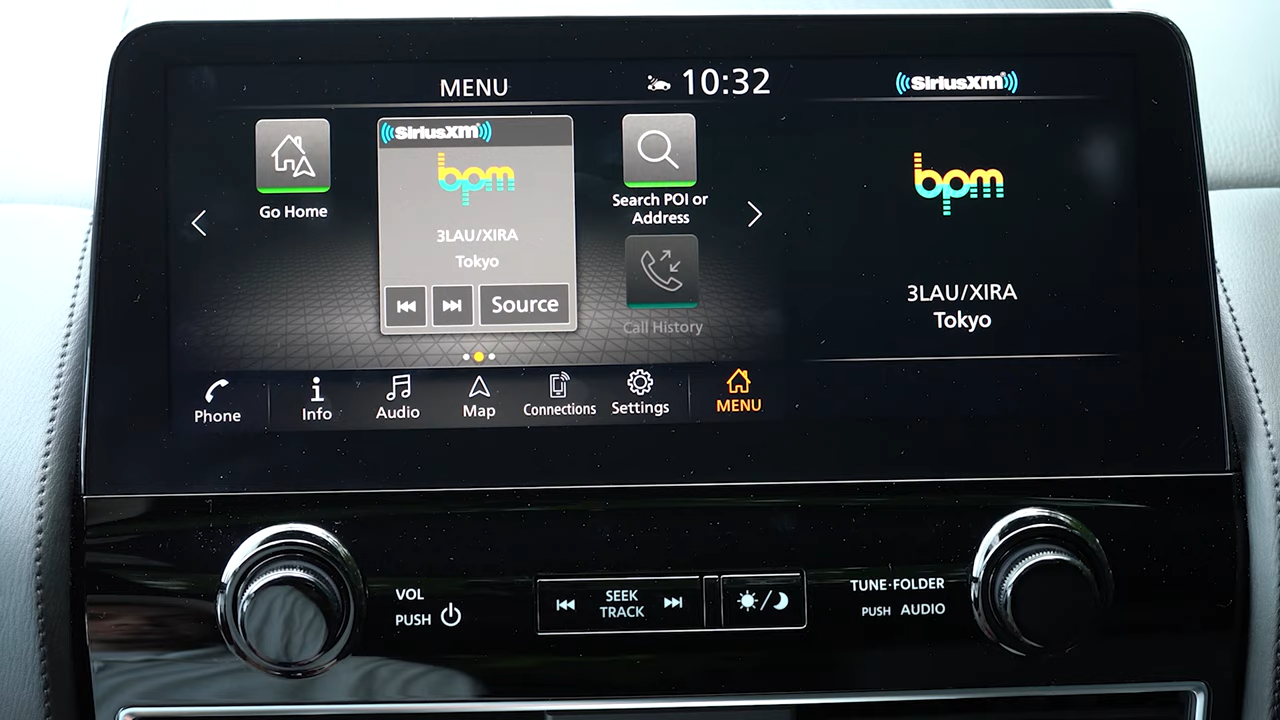 MENU
10:32
SiriusXM
Go Home
SiriusXM
bpm
3LAU/XIRA
Tokyo
Source
Search POI or
Address
Call History
bpm
3LAU/XIRA
Tokyo
Phone
Info
Audio
Map
Connections
Settings
MENU
VOL
PUSH
SEEK
TRACK
TUNE·FOLDER
PUSH AUDIO